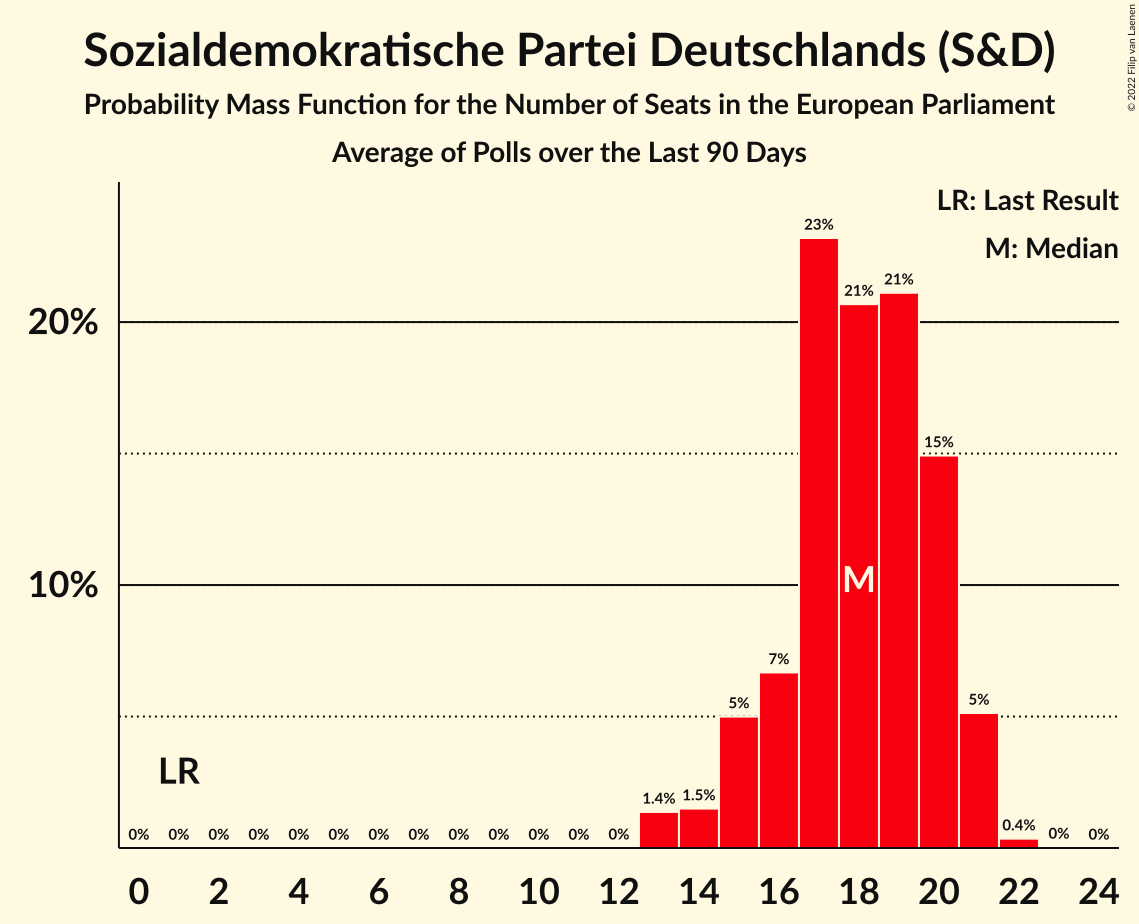 Sozialdemokratische Partei Deutschlands (S&D)
Probability Mass Function for the Number of Seats in the European Parliament
Average of Polls over the Last 90 Days
© 2022 Filip van Laenen
LR: Last Result
M: Median
23%
21%
21%
20%
15%
10%
M
7%
5%
5%
LR
1.4%
1.5%
0.4%
0% 0% 0% 0% 0% 0% 0% 0% 0% 0% 0% 0% 0% 0% 0%
0 2 4 6 8 10 12 14 16 18 20 22 24